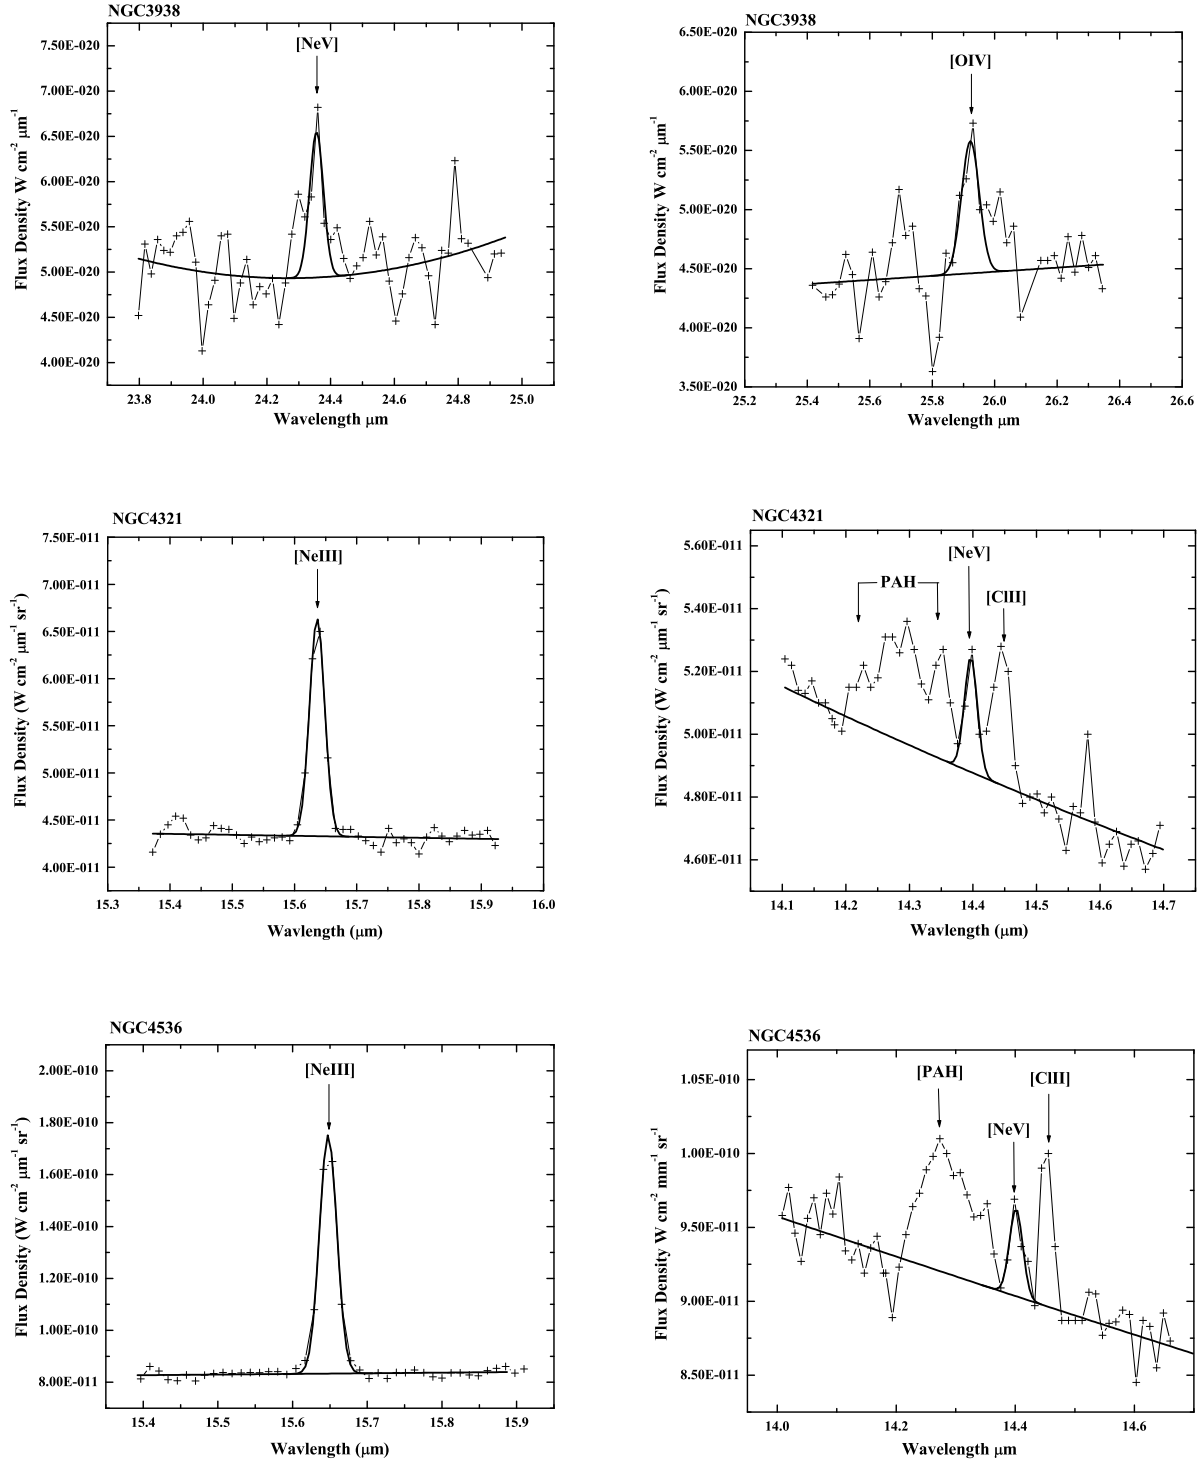 NGC3938
[NeV]
7.50E-020
7.00E-020
6.50E-020
6.00E-020
5.50E-020
5.00E-020
4.50E-020
4.00E-020
Flux Density W cm-2 μm-1
23.8 24.0 24.2 24.4 24.6 24.8 25.0
Wavelength μm
NGC3938
[OIV]
6.50E-020
6.00E-020
5.50E-020
5.00E-020
4.50E-020
4.00E-020
3.50E-020
Flux Density W cm-2 μm-1
25.2 25.4 25.6 25.8 26.0 26.2 26.4 26.6
Wavelength μm
NGC4321
[NeIII]
7.50E-011
7.00E-011
6.50E-011
6.00E-011
5.50E-011
5.00E-011
4.50E-011
4.00E-011
Flux Density (W cm-2 μm-1 sr-1)
15.3 15.4 15.5 15.6 15.7 15.8 15.9 16.0
Wavlength (μm)
NGC4321
[NeV]
PAH
[ClII]
5.60E-011
5.40E-011
5.20E-011
5.00E-011
4.80E-011
4.60E-011
Flux Density (W cm-2 μm-1 sr-1)
14.1 14.2 14.3 14.4 14.5 14.6 14.7
Wavelength (μm)
NGC4536
[NeIII]
2.00E-010
1.80E-010
1.60E-010
1.40E-010
1.20E-010
1.00E-010
8.00E-011
Flux Density (W cm-2 μm-1 sr-1)
15.4 15.5 15.6 15.7 15.8 15.9
Wavelength (μm)
NGC4536
[PAH]
[ClII]
[NeV]
1.05E-010
1.00E-010
9.50E-011
9.00E-011
8.50E-011
Flux Density W cm-2 mm-1 sr-1
14.0 14.2 14.4 14.6
Wavelength μm